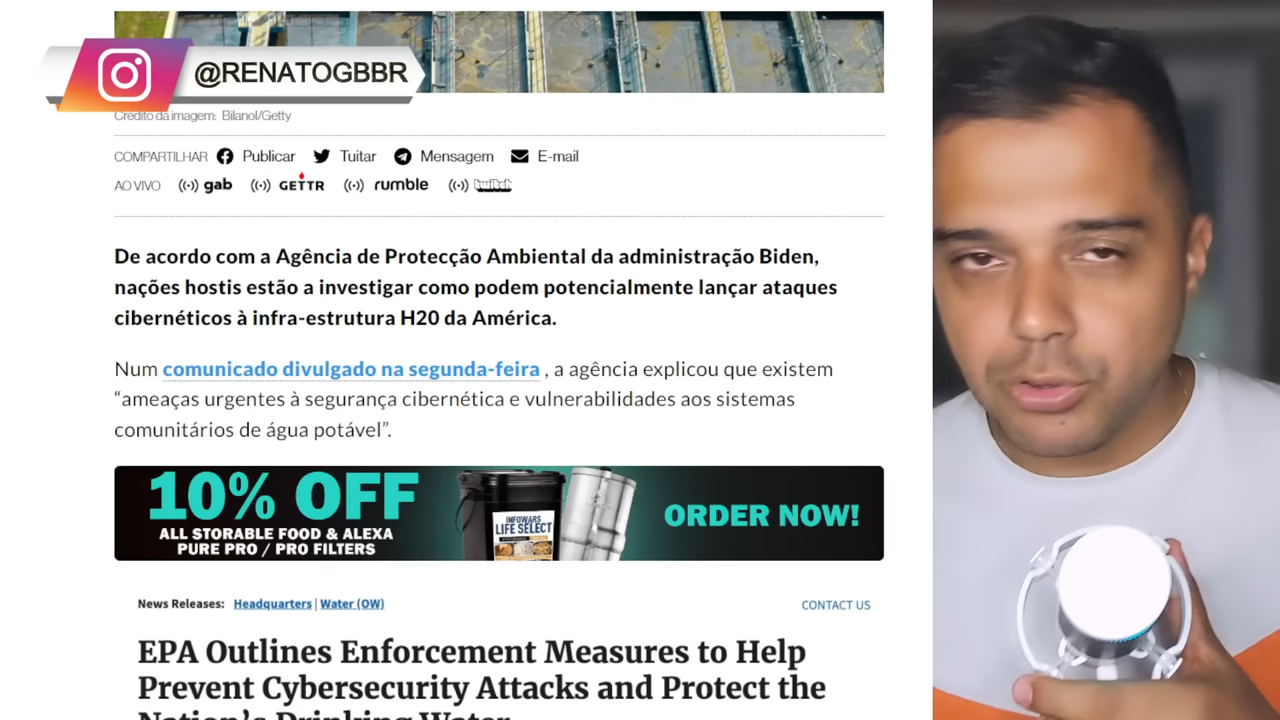 @RENATOGBBR
Crédito da imagem: Bilanol/Getty
COMPARTILHAR Publicar Tuitar Mensagem E-mail
AO VIVO gab GETTR rumble twitch
De acordo com a Agência de Protecção Ambiental da administração Biden,
nações hostis estão a investigar como podem potencialmente lançar ataques
cibernéticos à infra-estrutura H20 da América.
Num comunicado divulgado na segunda-feira , a agência explicou que existem
“ameaças urgentes à segurança cibernética e vulnerabilidades aos sistemas
comunitários de água potável”.
10% OFF
ALL STORABLE FOOD & ALEXA
PURE PRO / PRO FILTERS
INFOWARS
LIFE SELECT
ORDER NOW!
News Releases: Headquarters | Water (OW)
CONTACT US
EPA Outlines Enforcement Measures to Help
Prevent Cybersecurity Attacks and Protect the
Nation's Drinking Water